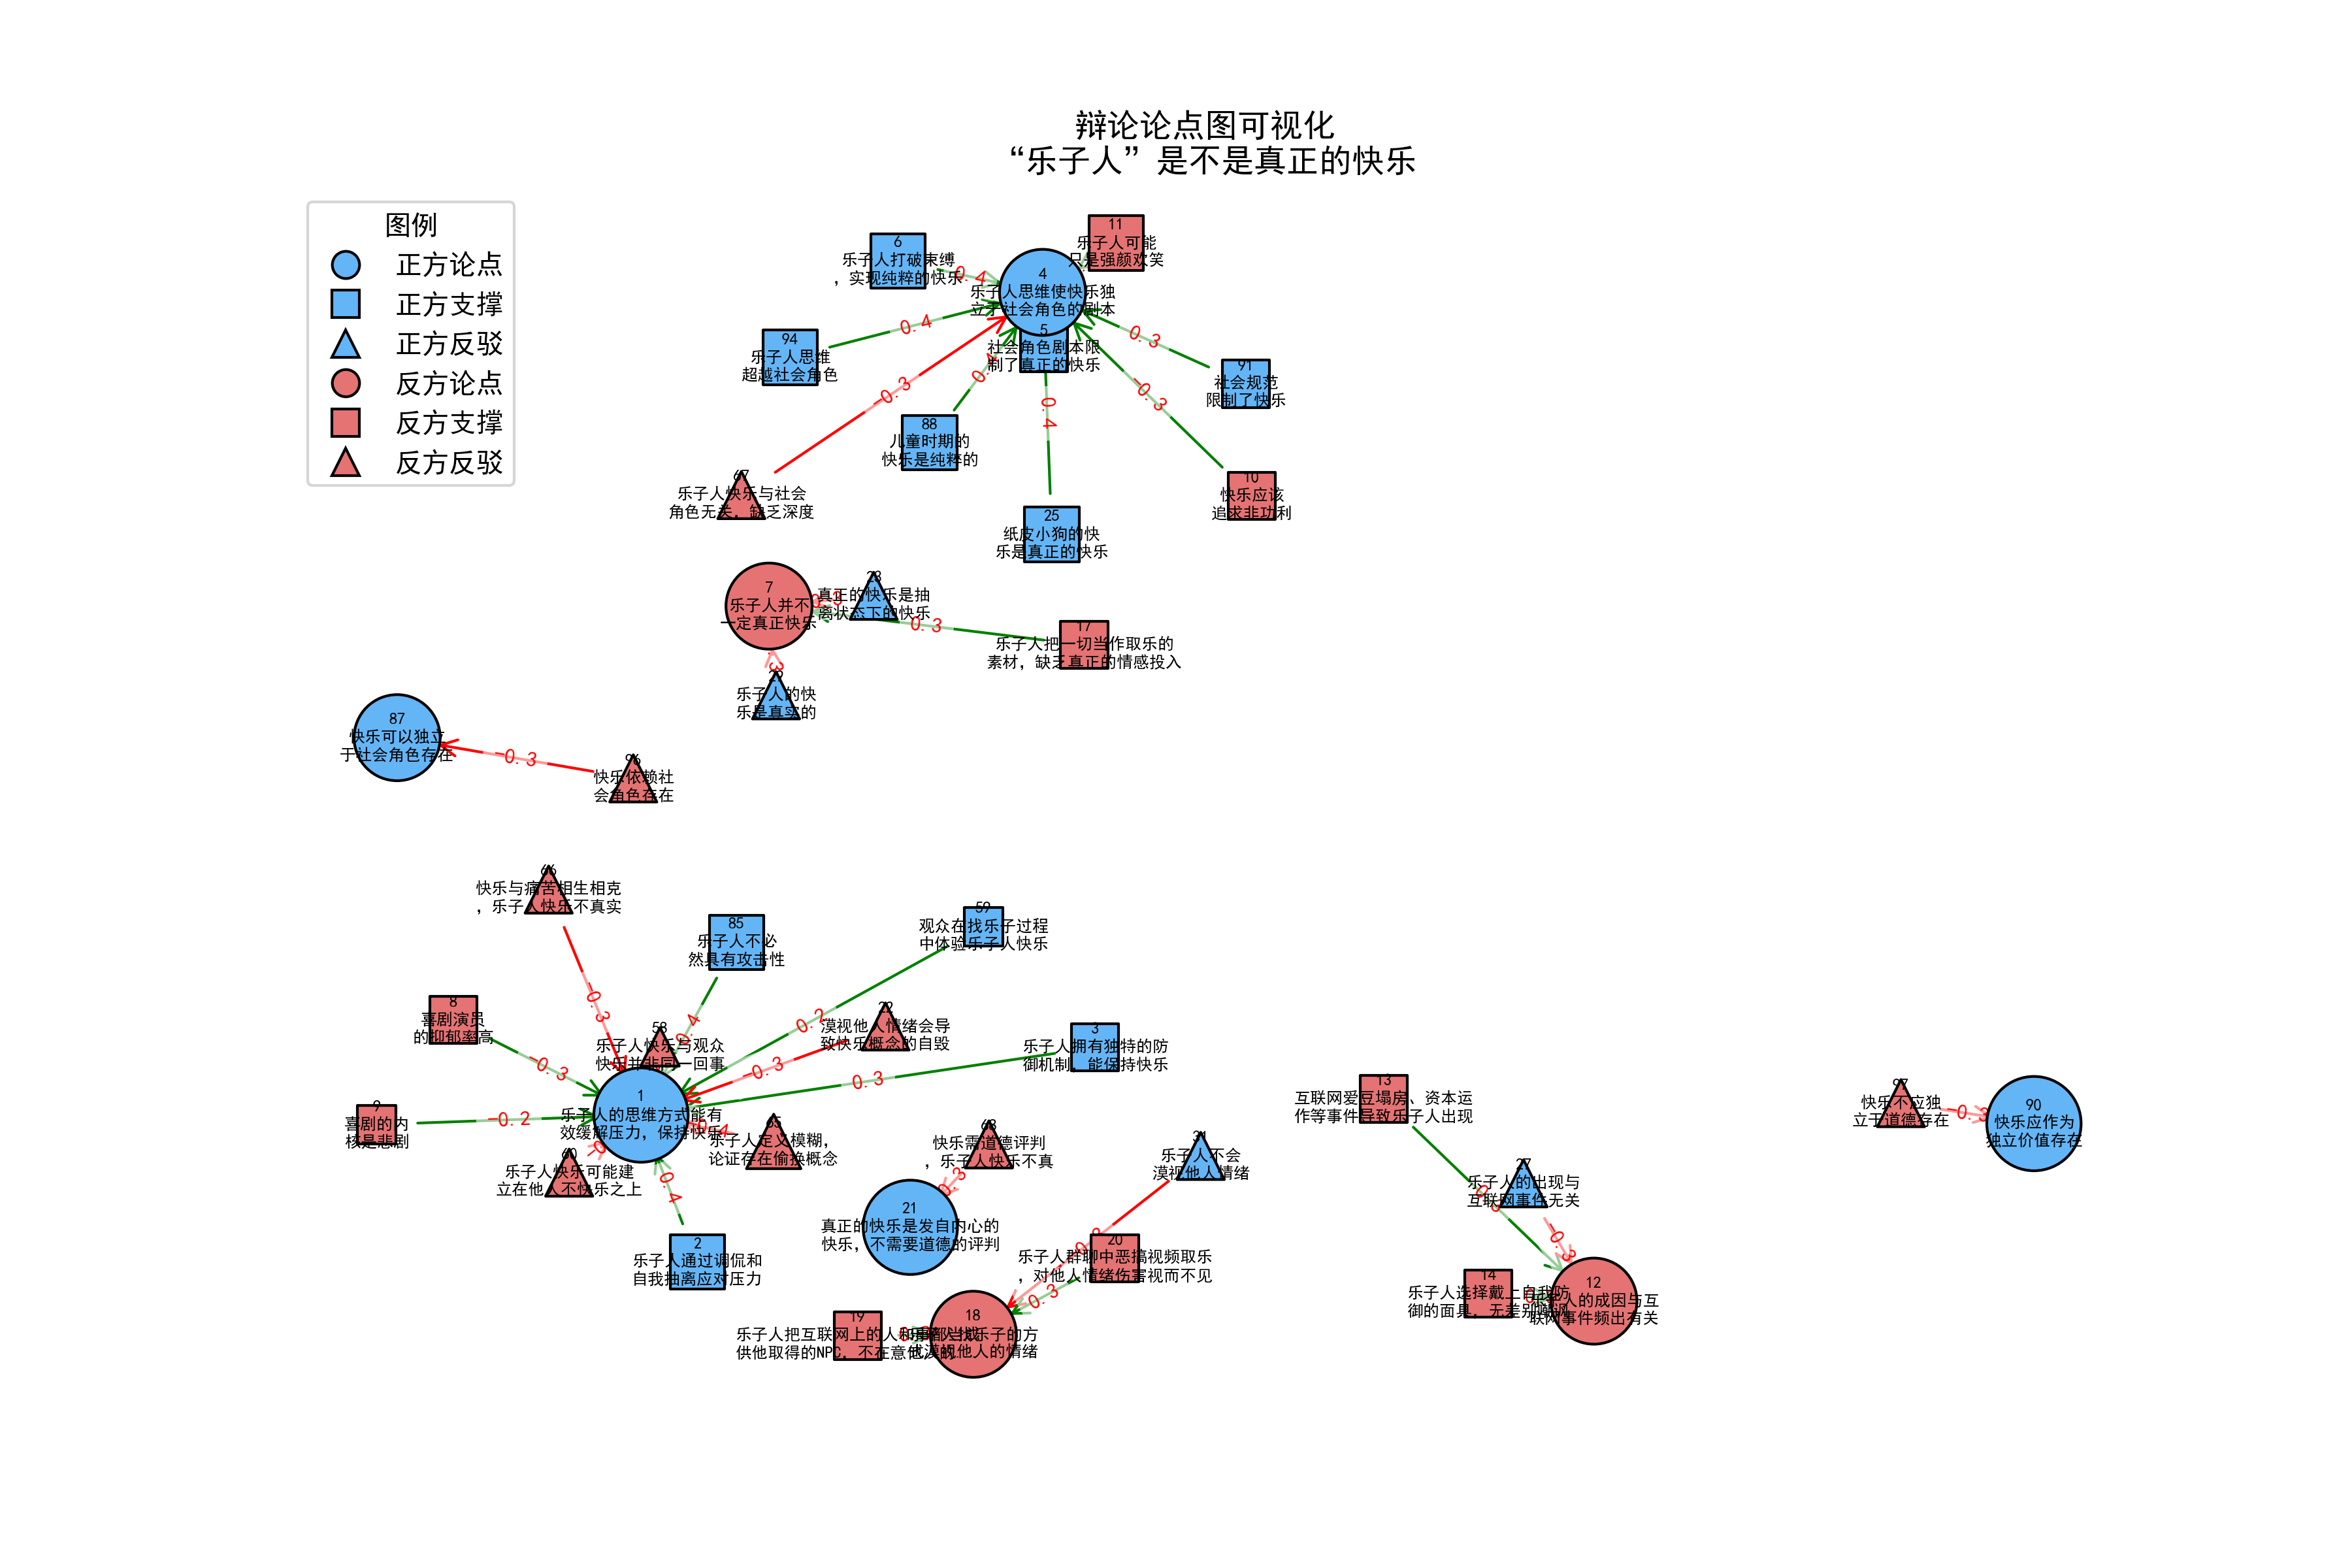 辩论论点图可视化
“乐子人”是不是真正的快乐
图例
正方论点
正方支撑
正方反驳
反方论点
反方支撑
反方反驳
6
乐子人打破束缚
，实现纯粹的快乐
0.4
11
乐子人可能
只是强颜欢笑
4
乐子人思维使快乐独
立于社会角色的剧本
5
社会角色剧本限
制了真正的快乐
94
乐子人思维
超越社会角色
0.4
-0.3
0.3
91
社会规范
限制了快乐
88
儿童时期的
快乐是纯粹的
0.4
-0.3
67
乐子人快乐与社会
角色无关，缺乏深度
10
快乐应该
追求非功利
25
纸皮小狗的快
乐是真正的快乐
7
乐子人并不
一定真正快乐
23
真正的快乐是抽
离状态下的快乐
0.3
17
乐子人把一切当作取乐的
素材，缺乏真正的情感投入
乐子人的快
乐是真实的
87
快乐可以独立
于社会角色存在
-0.3
96
快乐依赖社
会角色存在
66
快乐与痛苦相生相克
，乐子人快乐不真实
-0.3
85
乐子人不必
然具有攻击性
0.4
59
观众在找乐子过程
中体验乐子人快乐
0.2
8
喜剧演员
的抑郁率高
-0.3
53
乐子人快乐与观众
快乐并非同一回事
22
漠视他人情绪会导
致快乐概念的自毁
-0.3
3
乐子人拥有独特的防
御机制，能保持快乐
0.3
9
喜剧的内
核是悲剧
-0.2
1
乐子人的思维方式能有
效缓解压力，保持快乐
-0.4
65
乐子人定义模糊，
论证存在偷换概念
60
乐子人快乐可能建
立在他人不快乐之上
0.4
2
乐子人通过调侃和
自我抽离应对压力
68
快乐需道德评判
，乐子人快乐不真
31
乐子人不会
漠视他人情绪
21
真正的快乐是发自内心的
快乐，不需要道德的评判
20
乐子人群聊中恶搞视频取乐
，对他人情绪伤害视而不见
19
乐子人把互联网上的人和事都当成
供他取得的NPC，不在意他人的
18
漠视他人的情绪
13
互联网爱豆塌房、资本运
作等事件导致乐子人出现
27
乐子人的出现与
互联网事件无关
-0.3
14
乐子人选择戴上自我防
御的面具，无差别嘲讽
12
乐子人的成因与互
联网事件频出有关
97
快乐不应独
立于道德存在
-0.3
90
快乐应作为
独立价值存在